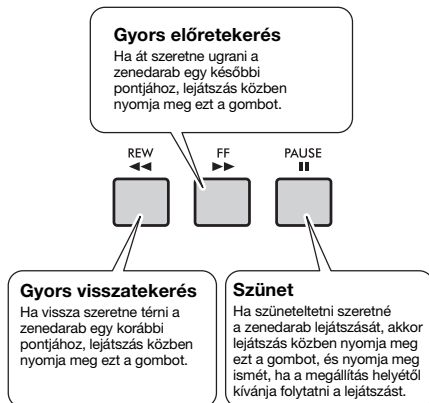 Gyors előretekerés
Ha át szeretne ugrani a
zenedarab egy későbbi
pontjához, lejátszás közben
nyomja meg ezt a gombot.
REW
◀◀
FF
▶▶
PAUSE
❚❚
Gyors visszatekerés
Ha vissza szeretne térni a
zenedarab egy korábbi
pontjához, lejátszás közben
nyomja meg ezt a gombot.
Szünet
Ha szüneteltetni szeretné
a zenedarab lejátszását, akkor
lejátszás közben nyomja meg
ezt a gombot, és nyomja meg
ismét, ha a megállítás helyétől
kívánja folytatni a lejátszást.